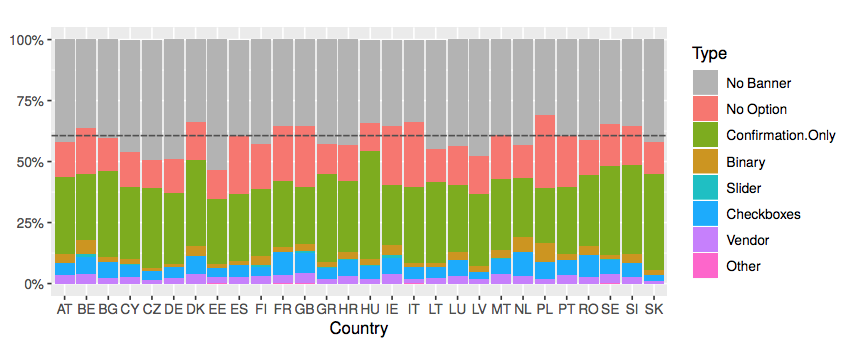 100%
75%
50%
25%
0%
AT BE BG CY CZ DE DK EE ES FI FR GB GR HR HU IE IT LT LU LV MT NL PL PT RO SE SI SK
Country
Type
No Banner
No Option
Confirmation.Only
Binary
Slider
Checkboxes
Vendor
Other